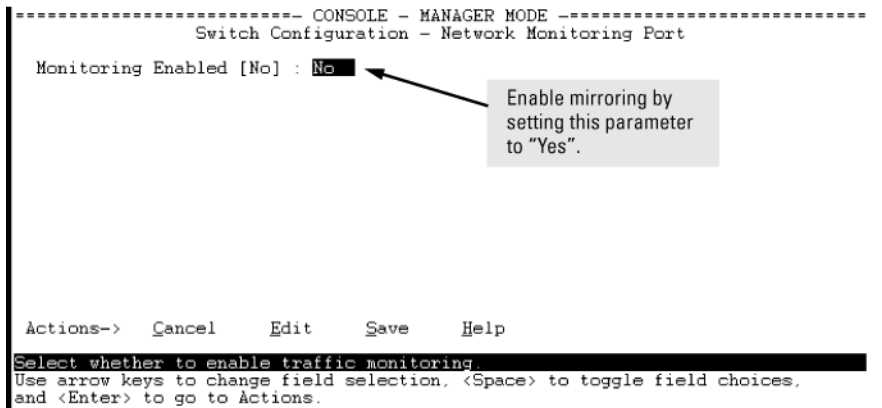 ===========================- CONSOLE - MANAGER MODE -============================
Switch Configuration - Network Monitoring Port
Monitoring Enabled [No] : No
Enable mirroring by
setting this parameter
to “Yes”.
Actions-> Cancel Edit Save Help
Select whether to enable traffic monitoring.
Use arrow keys to change field selection, <Space> to toggle field choices,
and <Enter> to go to Actions.